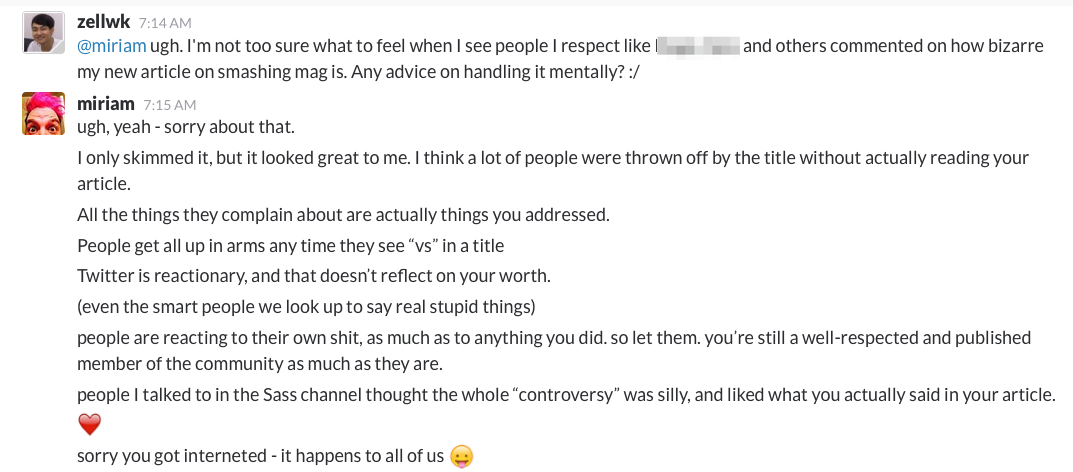 zellwk 7:14 AM
@miriam ugh. I'm not too sure what to feel when I see people I respect like and others commented on how bizarre
my new article on smashing mag is. Any advice on handling it mentally? :/
miriam 7:15 AM
ugh, yeah - sorry about that.
I only skimmed it, but it looked great to me. I think a lot of people were thrown off by the title without actually reading your
article.
All the things they complain about are actually things you addressed.
People get all up in arms any time they see “vs” in a title
Twitter is reactionary, and that doesn’t reflect on your worth.
(even the smart people we look up to say real stupid things)
people are reacting to their own shit, as much as to anything you did. so let them. you’re still a well-respected and published
member of the community as much as they are.
people I talked to in the Sass channel thought the whole “controversy” was silly, and liked what you actually said in your article.
❤️
sorry you got interneted - it happens to all of us 😛